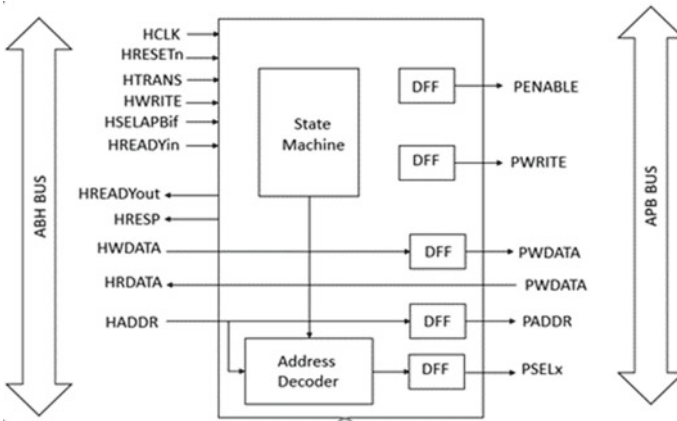 HCLK
HRESETn
HTRANS
HWRITE
HSELAPBif
HREADYin
HREADYout
HRESP
HWDATA
HRDATA
HADDR
ABH BUS
State
Machine
Address
Decoder
DFF
DFF
DFF
DFF
DFF
PENABLE
PWRITE
PWDATA
PWDATA
PADDR
PSELx
APB BUS